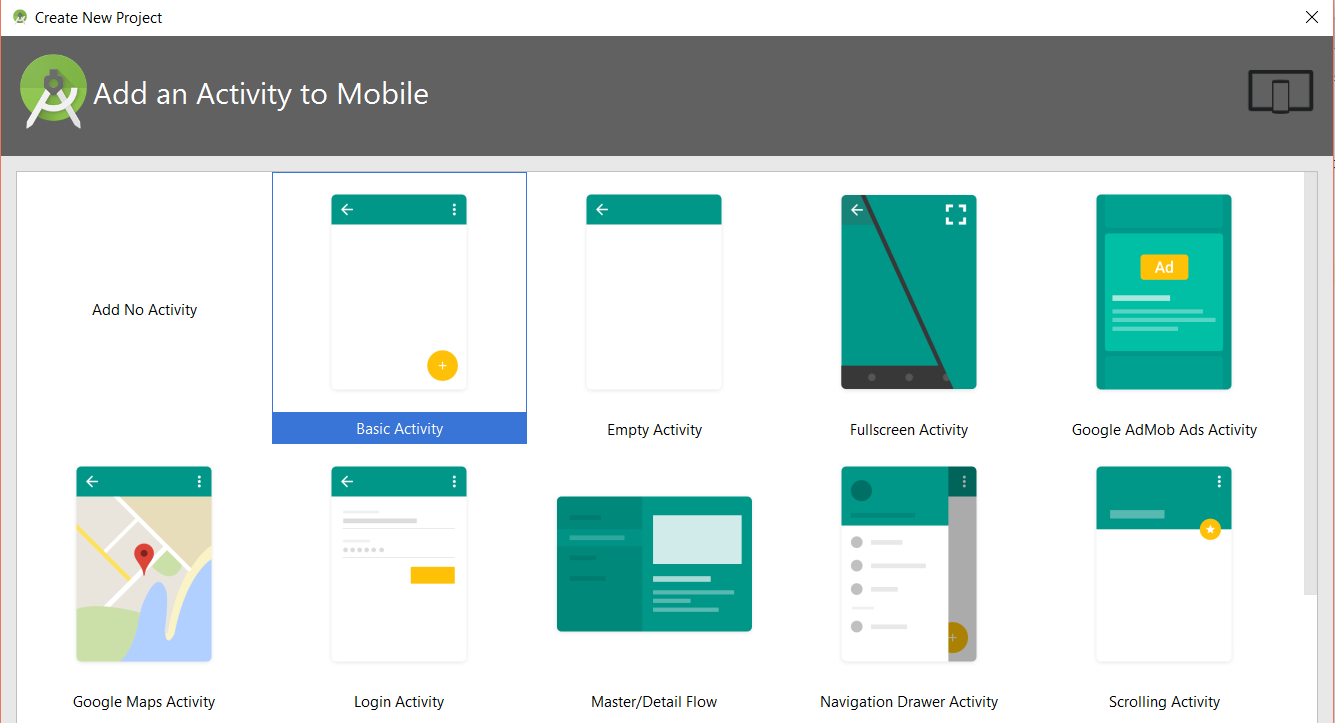 Create New Project
Add an Activity to Mobile
Add No Activity
Basic Activity
Empty Activity
Fullscreen Activity
Ad
Google AdMob Ads Activity
Google Maps Activity
Login Activity
Master/Detail Flow
Navigation Drawer Activity
Scrolling Activity